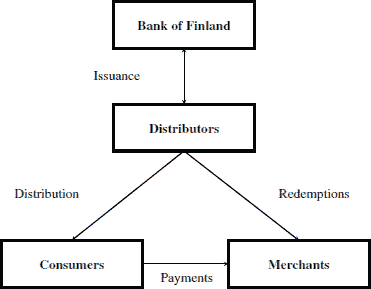 Bank of Finland
Issuance
Distributors
Distribution
Redemptions
Consumers
Payments
Merchants